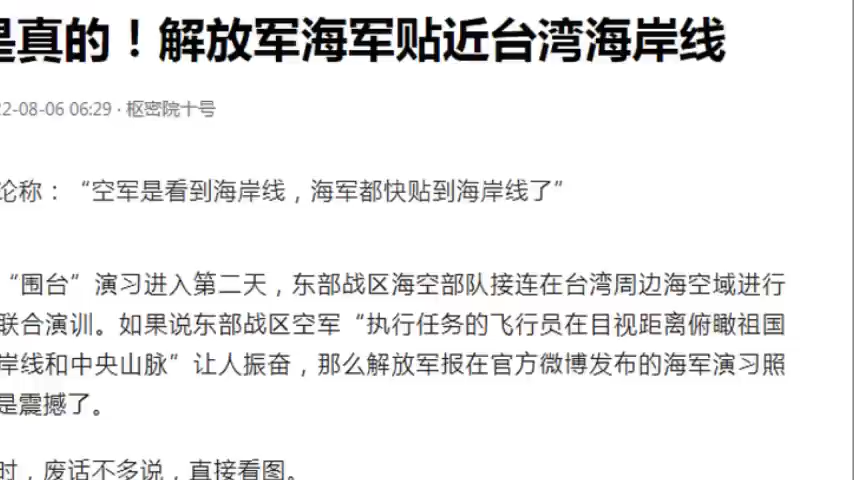 是真的！解放军海军贴近台湾海岸线
22-08-06 06:29 · 枢密院十号
论称：“空军是看到海岸线，海军都快贴到海岸线了”
“围台”演习进入第二天，东部战区海空部队接连在台湾周边海空域进行
联合演训。如果说东部战区空军“执行任务的飞行员在目视距离俯瞰祖国
岸线和中央山脉”让人振奋，那么解放军报在官方微博发布的海军演习照
是震撼了。
时，废话不多说，直接看图。